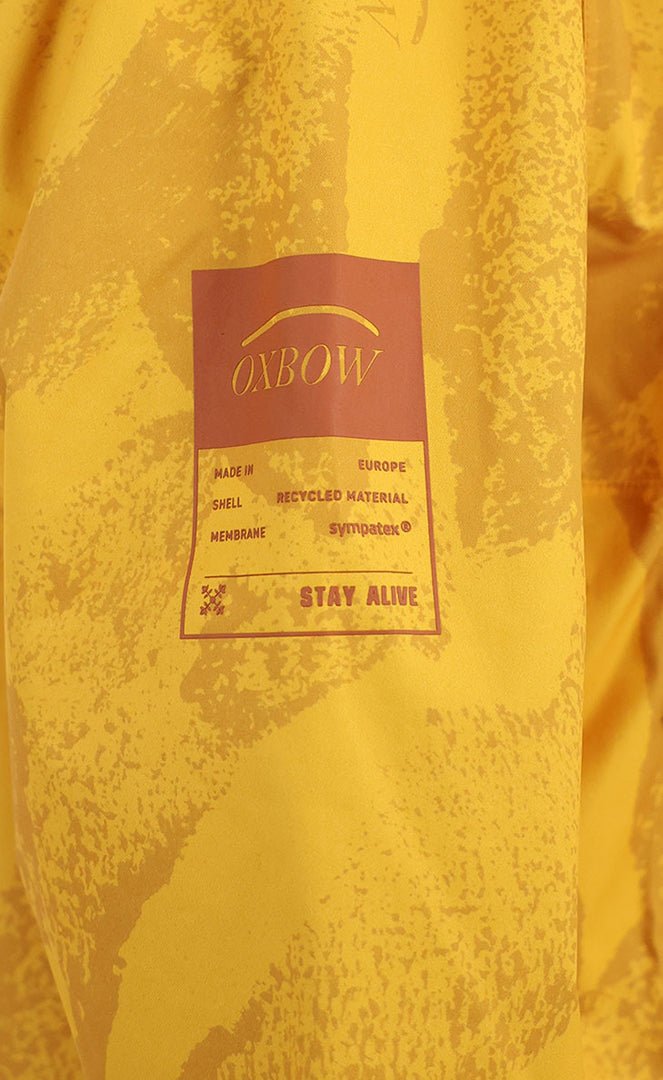 OXBOW
MADE IN EUROPE
SHELL RECYCLED MATERIAL
MEMBRANE sympatex®
STAY ALIVE